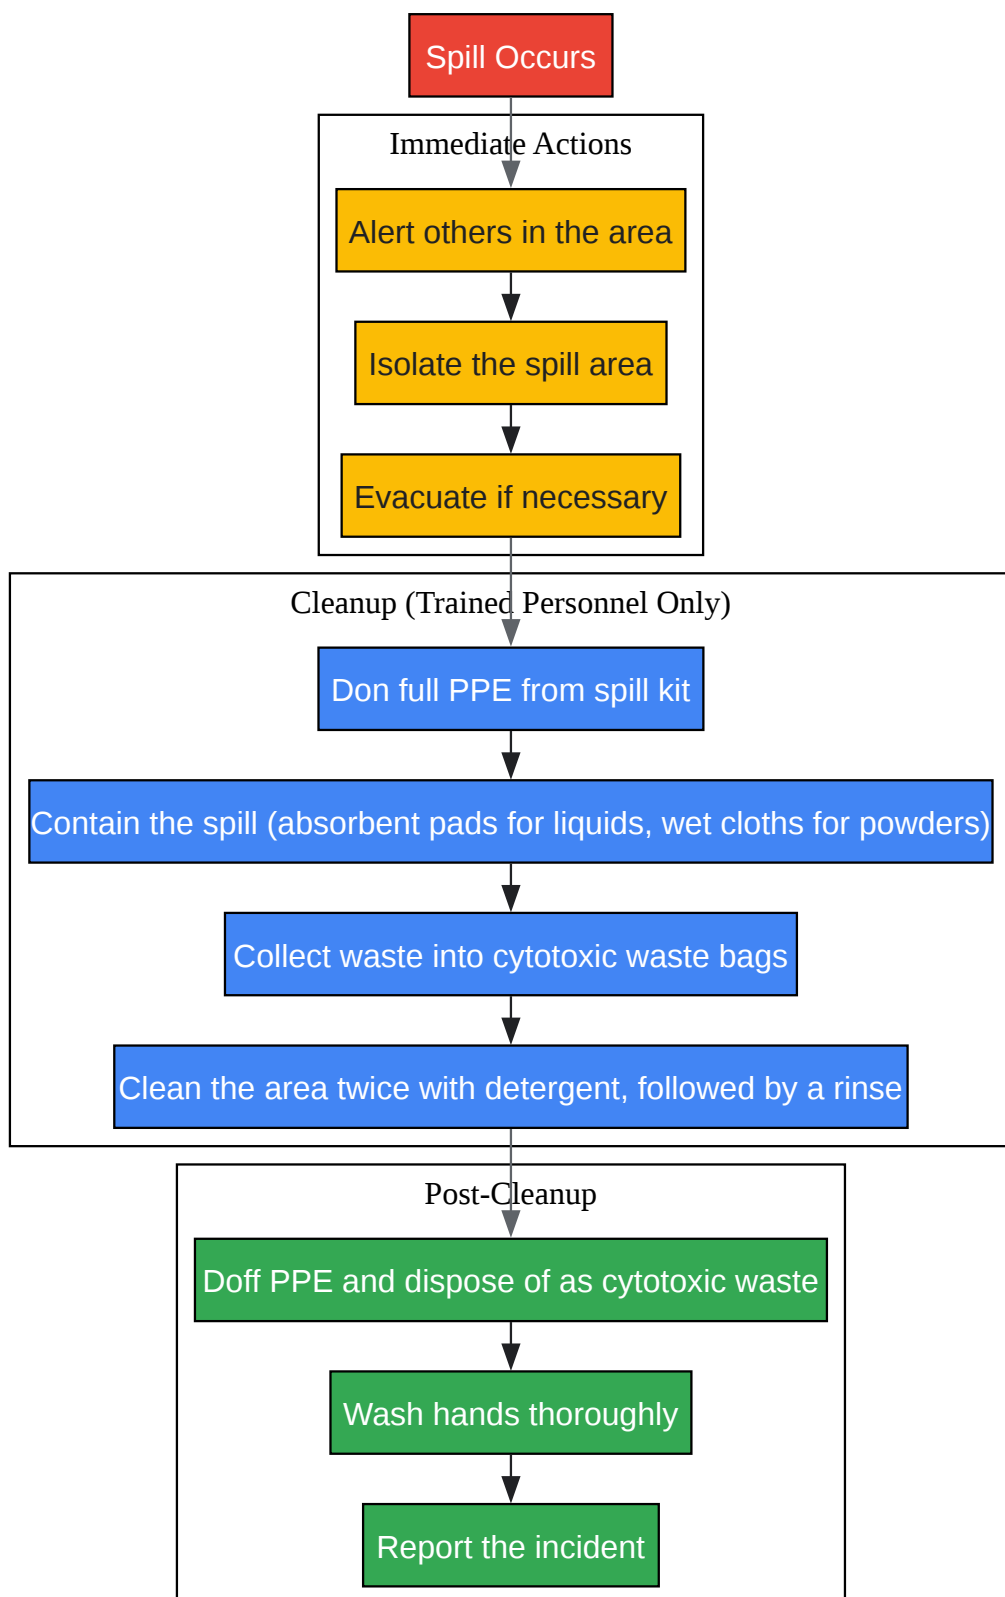 Spill Occurs
Immediate Actions
Alert others in the area
Isolate the spill area
Evacuate if necessary
Cleanup (Trained Personnel Only)
Don full PPE from spill kit
Contain the spill (absorbent pads for liquids, wet cloths for powders)
Collect waste into cytotoxic waste bags
Clean the area twice with detergent, followed by a rinse
Post-Cleanup
Doff PPE and dispose of as cytotoxic waste
Wash hands thoroughly
Report the incident